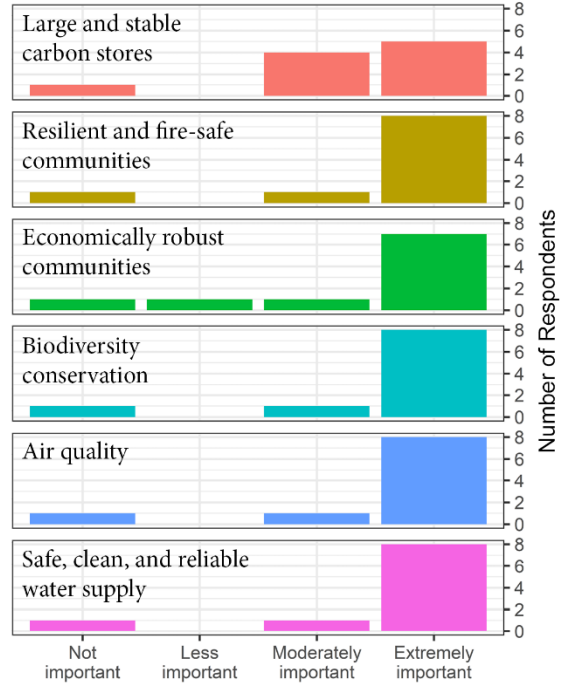 Large and stable
carbon stores
8
6
4
2
0
Resilient and fire-safe
communities
8
6
4
2
0
Economically robust
communities
8
6
4
2
0
Biodiversity
conservation
8
6
4
2
0
Air quality
8
6
4
2
0
Safe, clean, and reliable
water supply
8
6
4
2
0
Number of Respondents
Not
important
Less
important
Moderately
important
Extremely
important